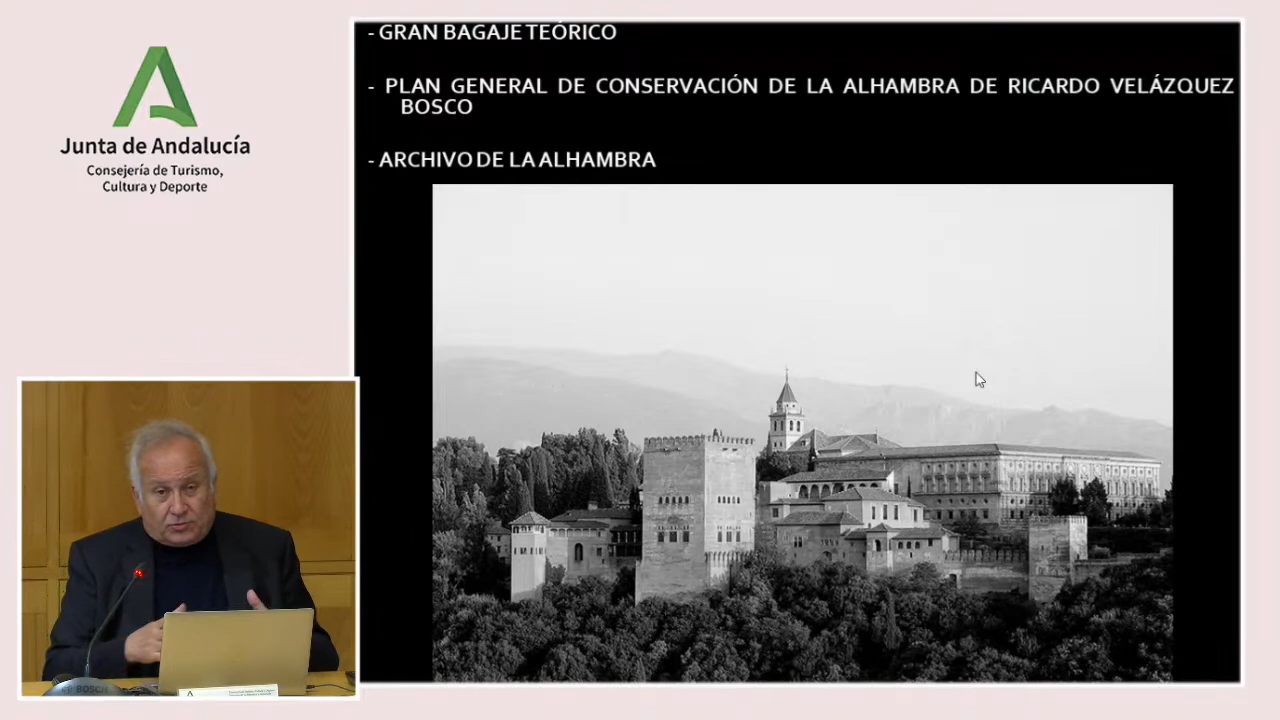 Junta de Andalucía
Consejería de Turismo,
Cultura y Deporte
- GRAN BAGAJE TEÓRICO
- PLAN GENERAL DE CONSERVACIÓN DE LA ALHAMBRA DE RICARDO VELÁZQUEZ
BOSCO
- ARCHIVO DE LA ALHAMBRA
BOSCH